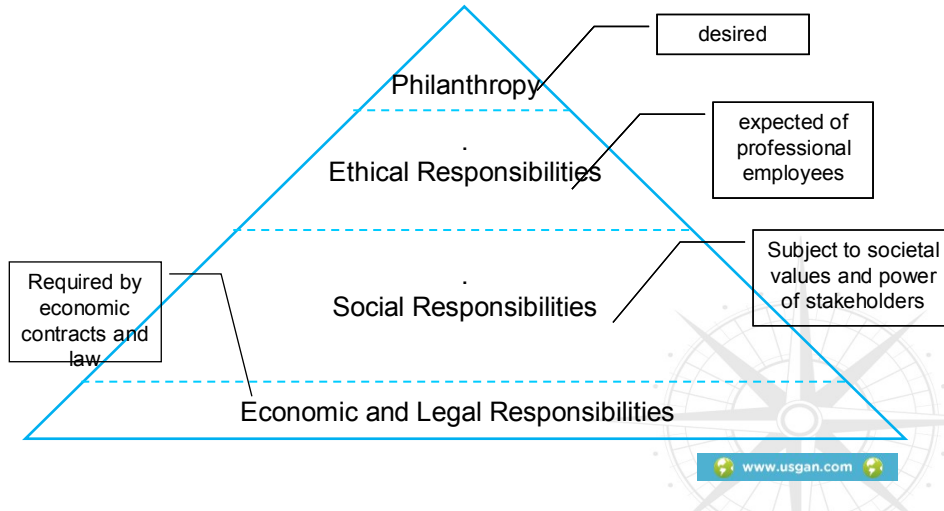 desired
Philanthropy
expected of
professional
employees
.
Ethical Responsibilities
Subject to societal
values and power
of stakeholders
Required by
economic
contracts and
law
.
Social Responsibilities
Economic and Legal Responsibilities
www.usgan.com